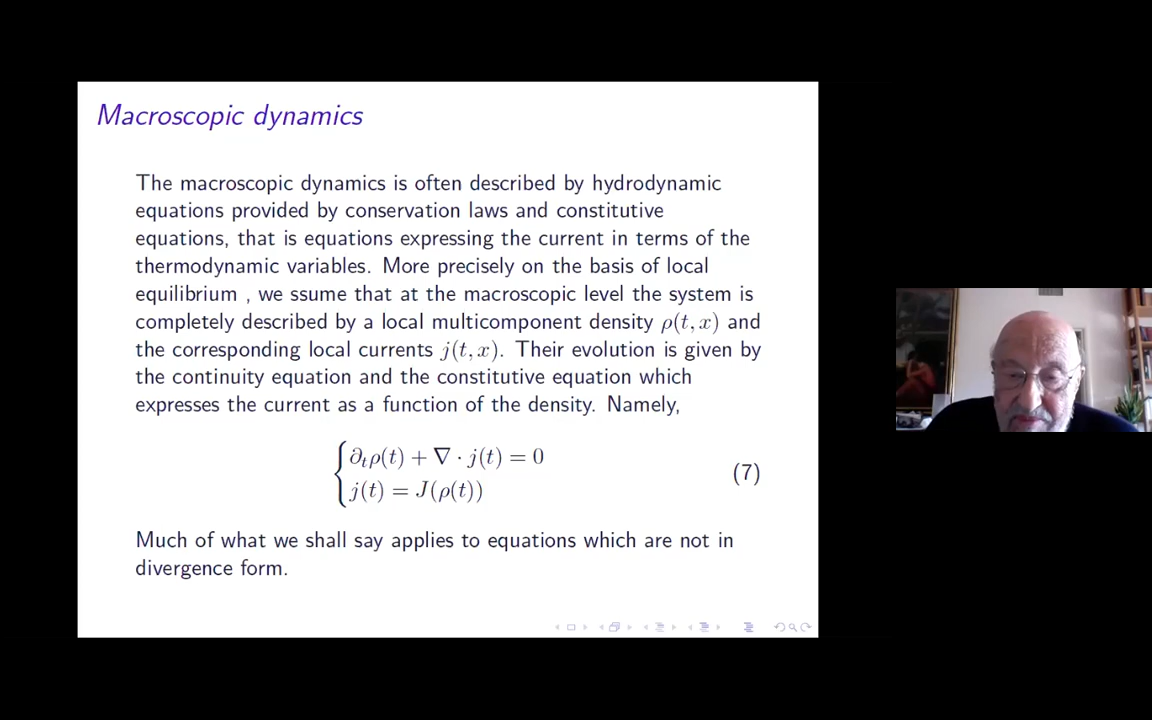 Macroscopic dynamics
The macroscopic dynamics is often described by hydrodynamic
equations provided by conservation laws and constitutive
equations, that is equations expressing the current in terms of the
thermodynamic variables. More precisely on the basis of local
equilibrium , we ssume that at the macroscopic level the system is
completely described by a local multicomponent density ρ(t, x) and
the corresponding local currents j(t, x). Their evolution is given by
the continuity equation and the constitutive equation which
expresses the current as a function of the density. Namely,
∂ₜρ(t) + ∇ · j(t) = 0
j(t) = J(ρ(t))
(7)
Much of what we shall say applies to equations which are not in
divergence form.